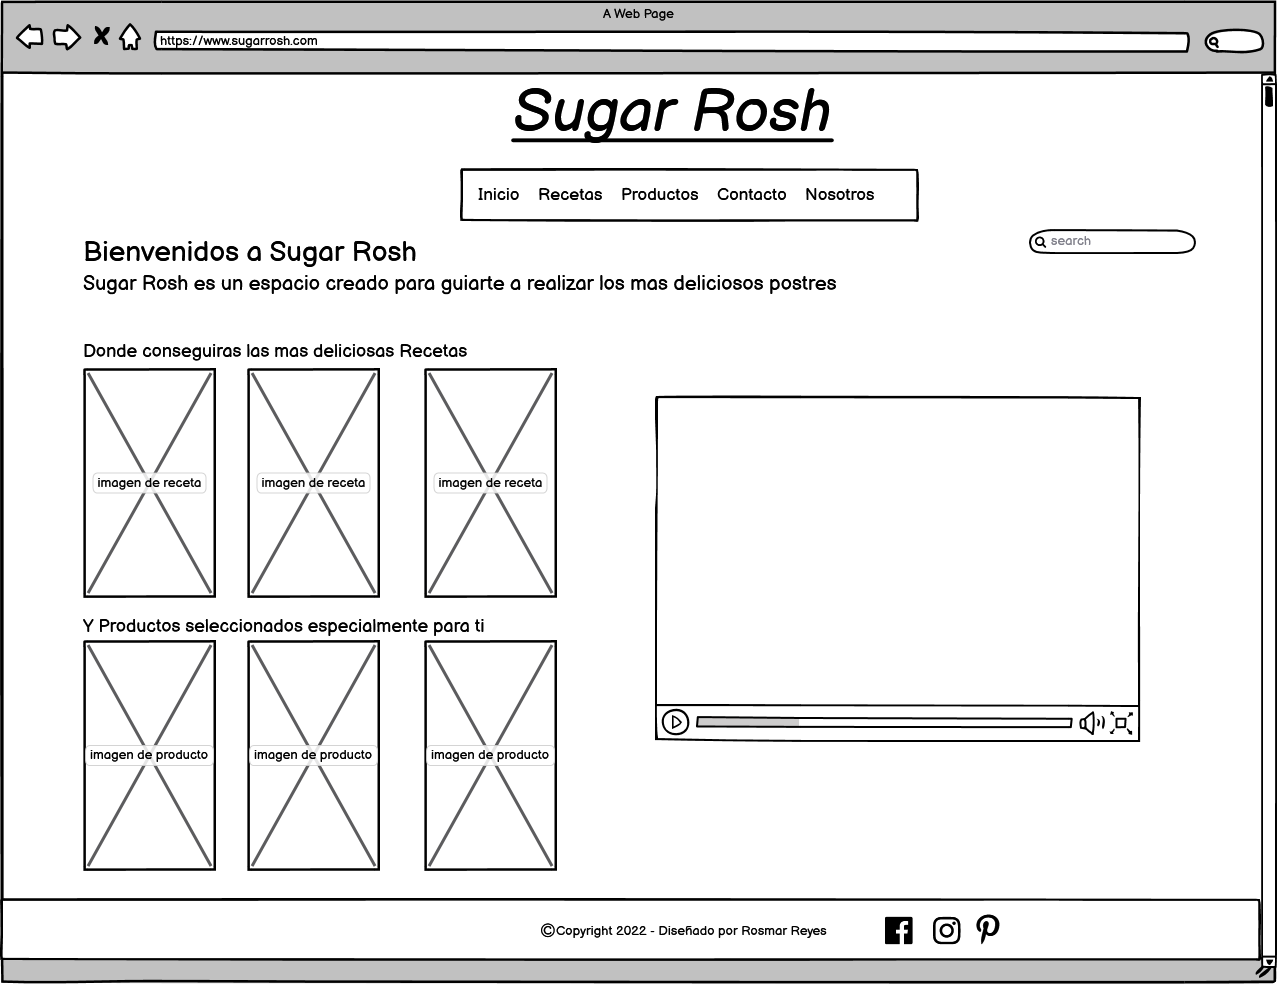 A Web Page
https://www.sugarrosh.com
Sugar Rosh
Inicio Recetas Productos Contacto Nosotros
search
Bienvenidos a Sugar Rosh
Sugar Rosh es un espacio creado para guiarte a realizar los mas deliciosos postres
Donde conseguiras las mas deliciosas Recetas
imagen de receta imagen de receta imagen de receta
Y Productos seleccionados especialmente para ti
imagen de producto imagen de producto imagen de producto
©Copyright 2022 - Diseñado por Rosmar Reyes